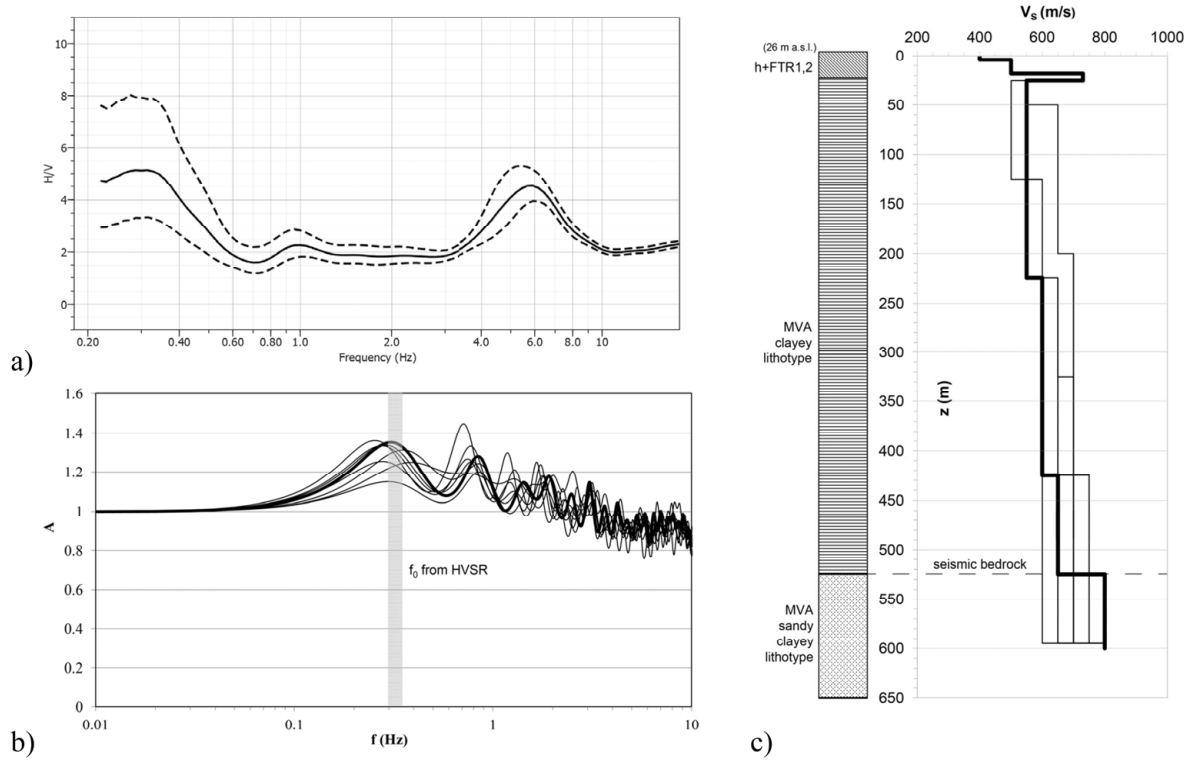 10
8
6
4
2
0
H/V
0.20
0.40
0.60
0.80
1.0
2.0
4.0
6.0
8.0
10
Frequency (Hz)
a)
1.6
1.4
1.2
1
0.8
0.6
0.4
0.2
0
A
f₀ from HVSR
0.01
0.1
1
10
f (Hz)
b)
Vₛ (m/s)
200
400
600
800
1000
(26 m a.s.l.)
h+FTR1,2
MVA
clayey
lithotype
MVA
sandy
clayey
lithotype
0
50
100
150
200
250
300
350
400
450
500
550
600
650
z (m)
seismic bedrock
c)